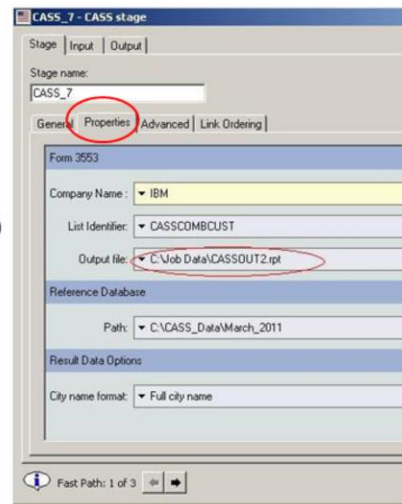 CASS_7 - CASS stage
Stage Input Output
Stage name:
CASS_7
General Properties Advanced Link Ordering
Form 3553
Company Name : IBM
List Identifier: CASSCOMBCUST
Output file: C:\Job Data\CASSOUT2.rpt
Reference Database
Path: C:\CASS_Data\March_2011
Result Data Options
City name format: Full city name
Fast Path: 1 of 3